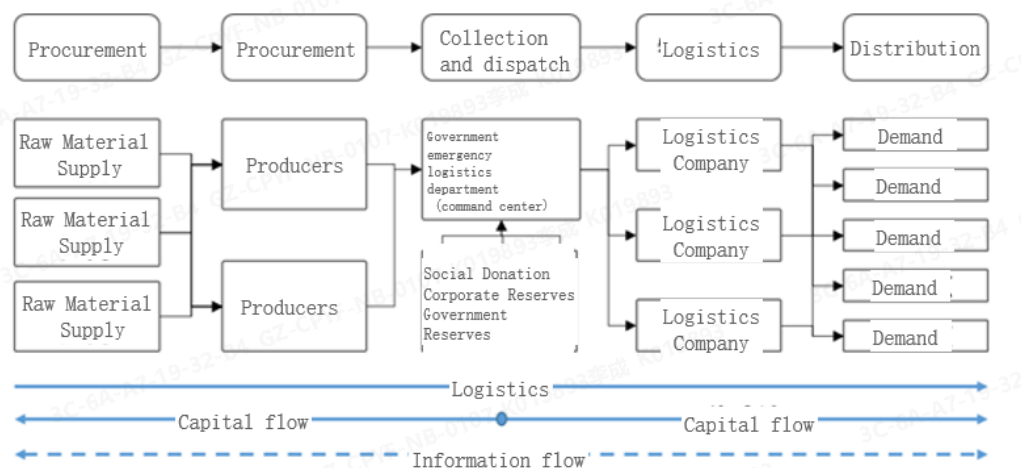 Procurement
Procurement
Collection
and dispatch
Logistics
Distribution
Raw Material
Supply
Raw Material
Supply
Raw Material
Supply
Producers
Producers
Government
emergency
logistics
department
(command center)
Social Donation
Corporate Reserves
Government
Reserves
Logistics
Company
Logistics
Company
Logistics
Company
Demand
Demand
Demand
Demand
Demand
Logistics
Capital flow
Capital flow
Information flow